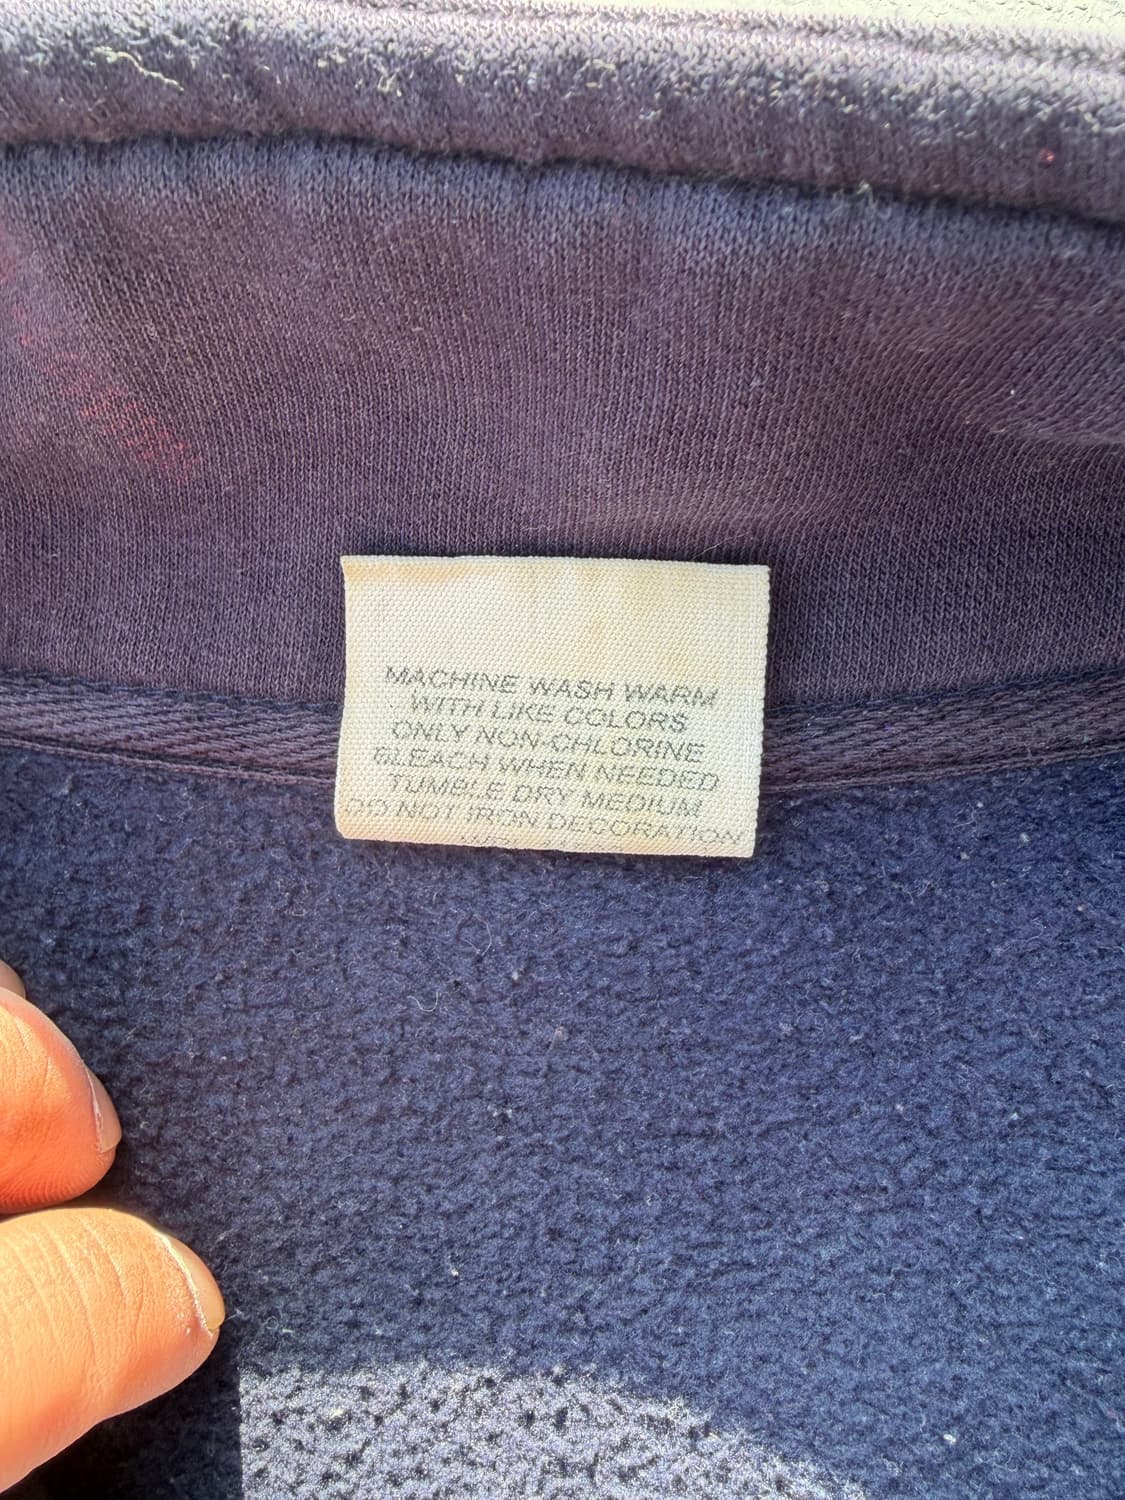 MACHINE WASH WARM
WITH LIKE COLORS
ONLY NON-CHLORINE
BLEACH WHEN NEEDED
TUMBLE DRY MEDIUM
DO NOT IRON DECORATION